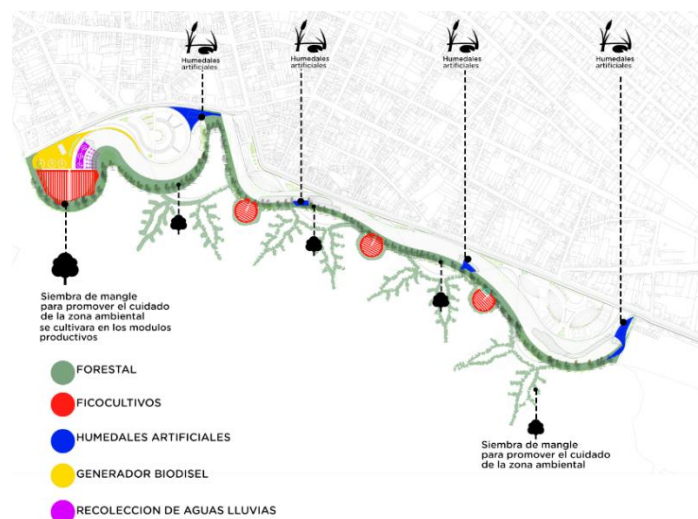 Humedales
artificiales
Humedales
artificiales
Humedales
artificiales
Humedales
artificiales
Siembra de mangle
para promover el cuidado
de la zona ambiental
se cultivara en los modulos
productivos
Siembra de mangle
para promover el cuidado
de la zona ambiental
FORESTAL
FICOCULTIVOS
HUMEDALES ARTIFICIALES
GENERADOR BIODISEL
RECOLECCION DE AGUAS LLUVIAS